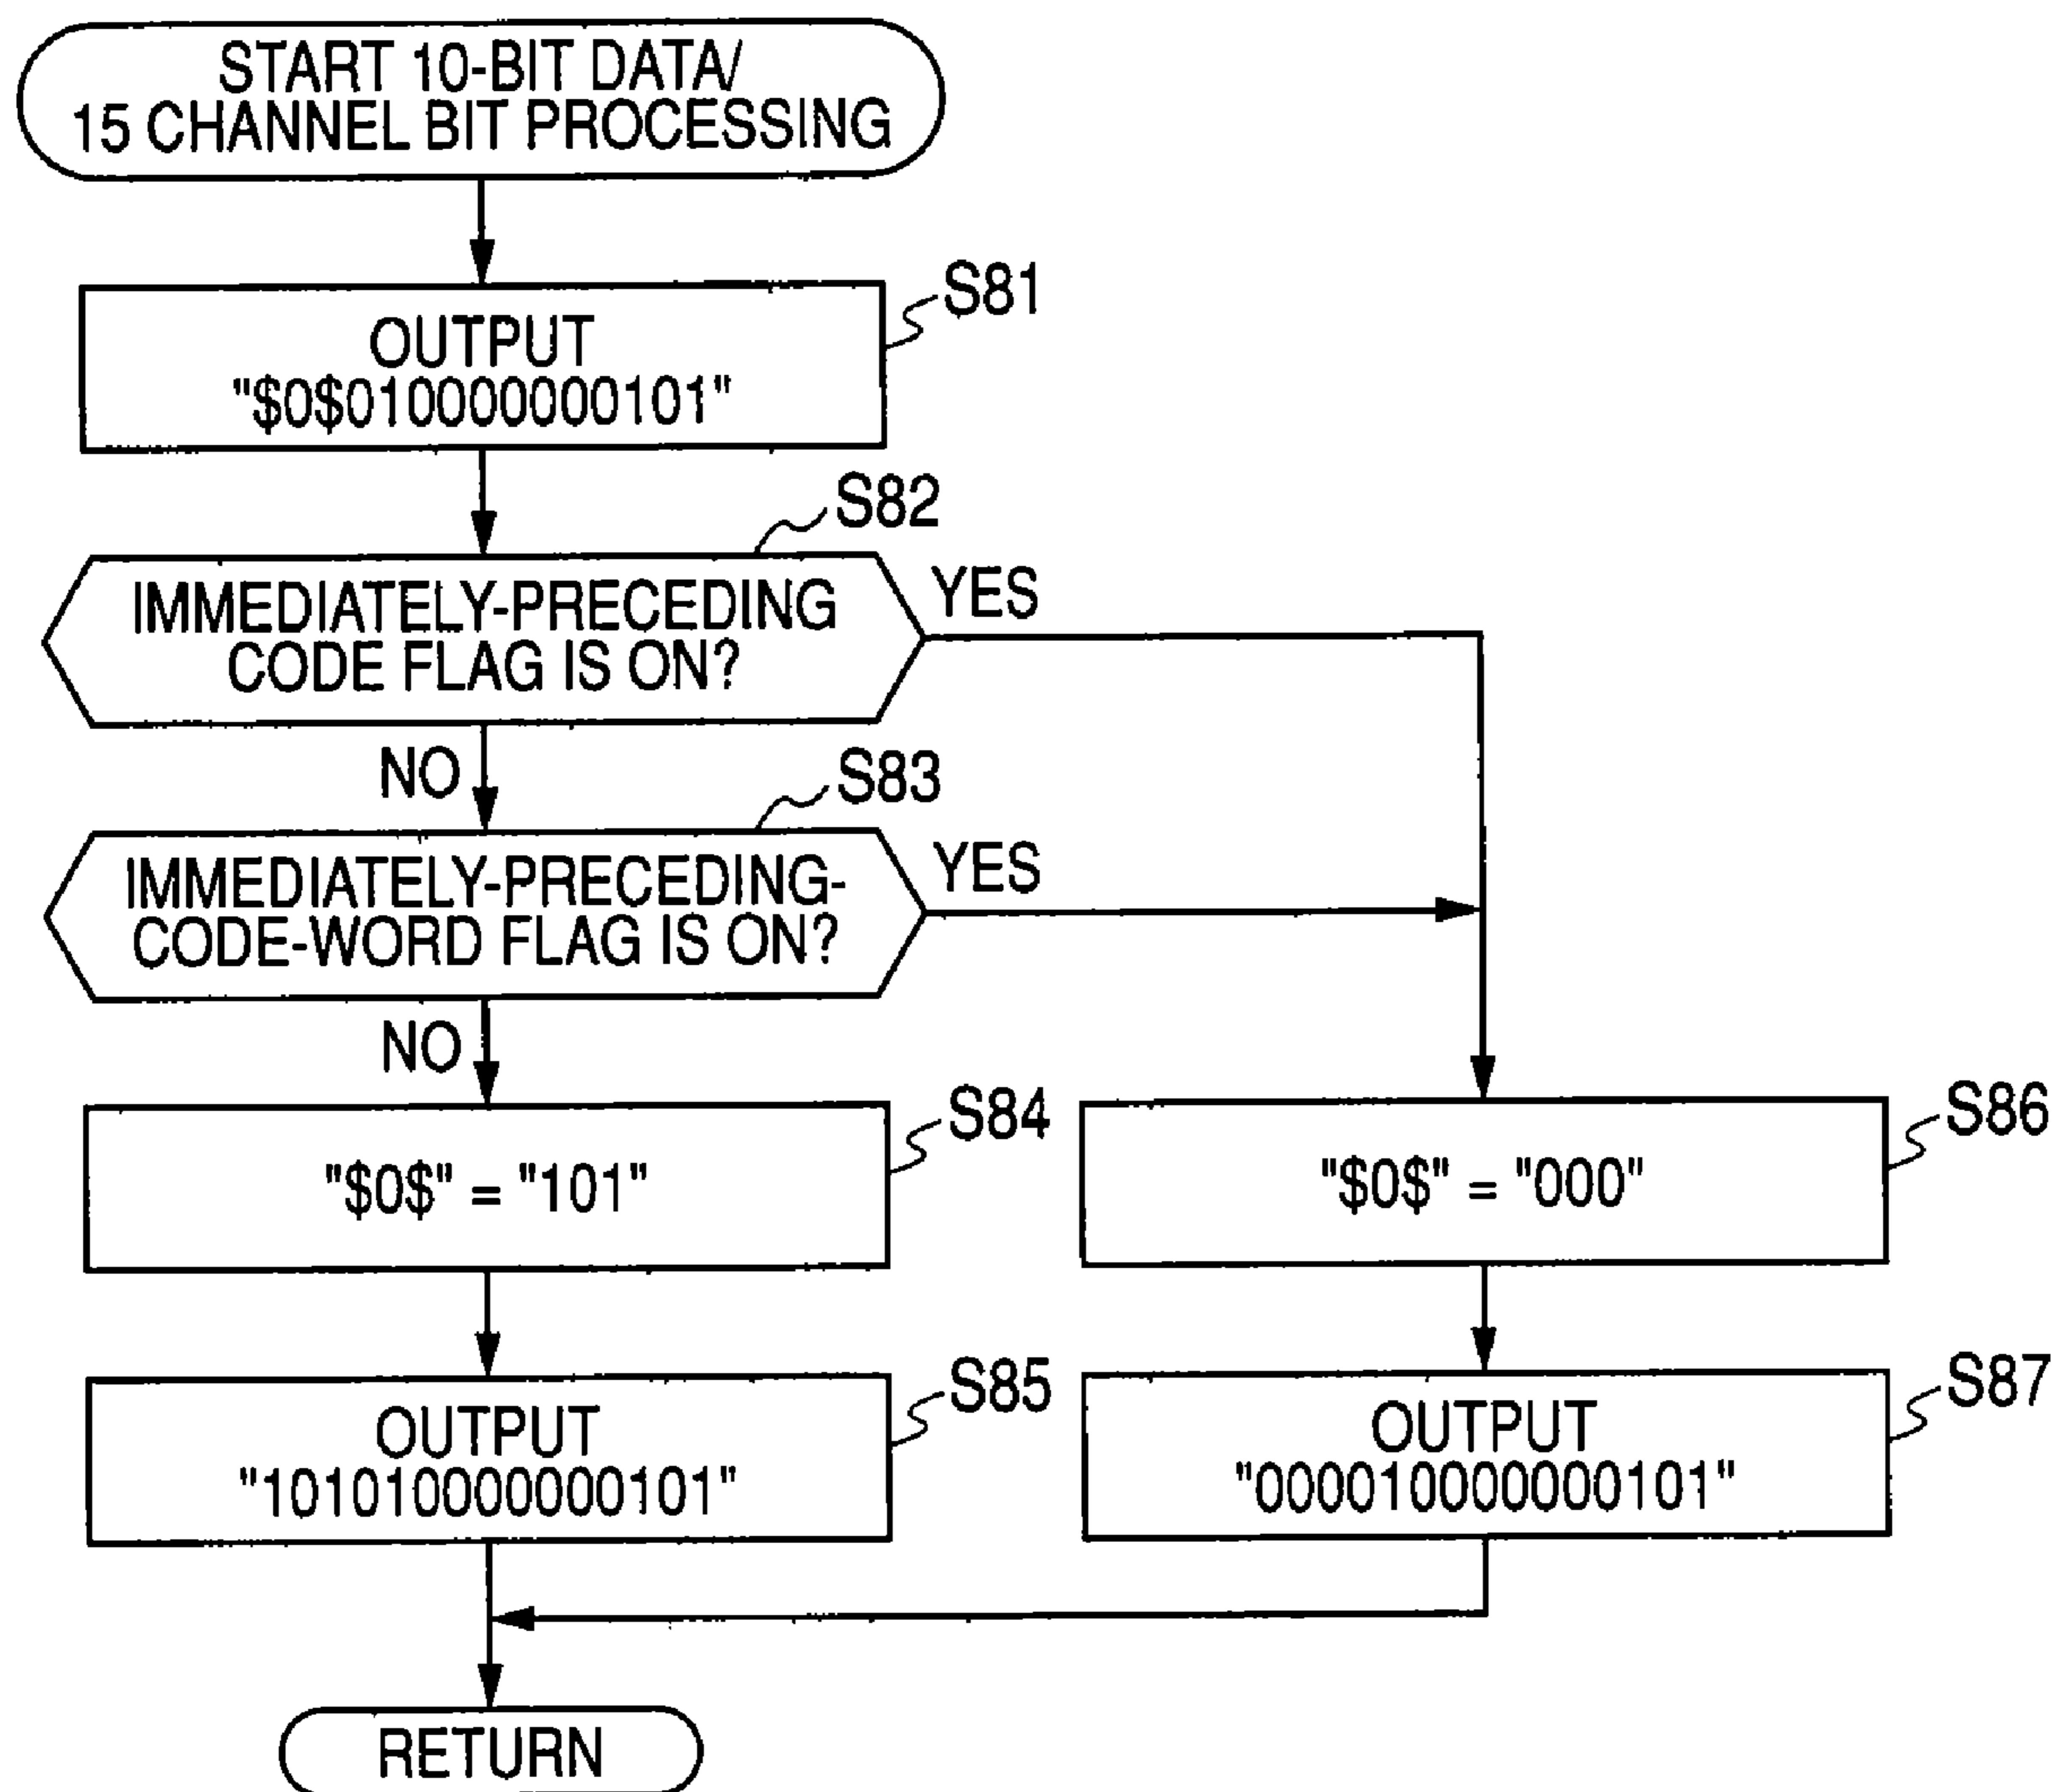 START 10-BIT DATA/
15 CHANNEL BIT PROCESSING
S81
OUTPUT
"$0$010000000101"
S82
IMMEDIATELY-PRECEDING
CODE FLAG IS ON?
YES
NO
S83
IMMEDIATELY-PRECEDING-
CODE-WORD FLAG IS ON?
YES
NO
S84
"$0$" = "101"
S86
"$0$" = "000"
S85
OUTPUT
"101010000000101"
S87
OUTPUT
"000010000000101"
RETURN